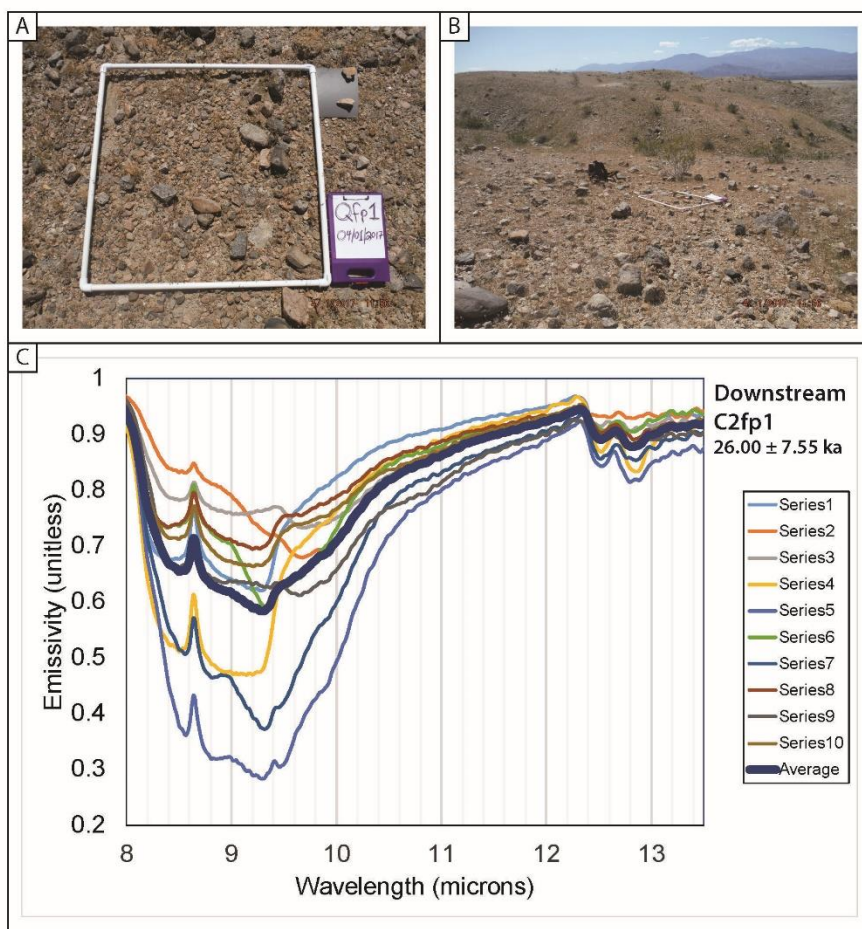 A
Qfp1
04/01/2017
B
C
Downstream
C2fp1
26.00 ± 7.55 ka
1
0.9
0.8
0.7
0.6
0.5
0.4
0.3
0.2
Emissivity (unitless)
8 9 10 11 12 13
Wavelength (microns)
Series1
Series2
Series3
Series4
Series5
Series6
Series7
Series8
Series9
Series10
Average